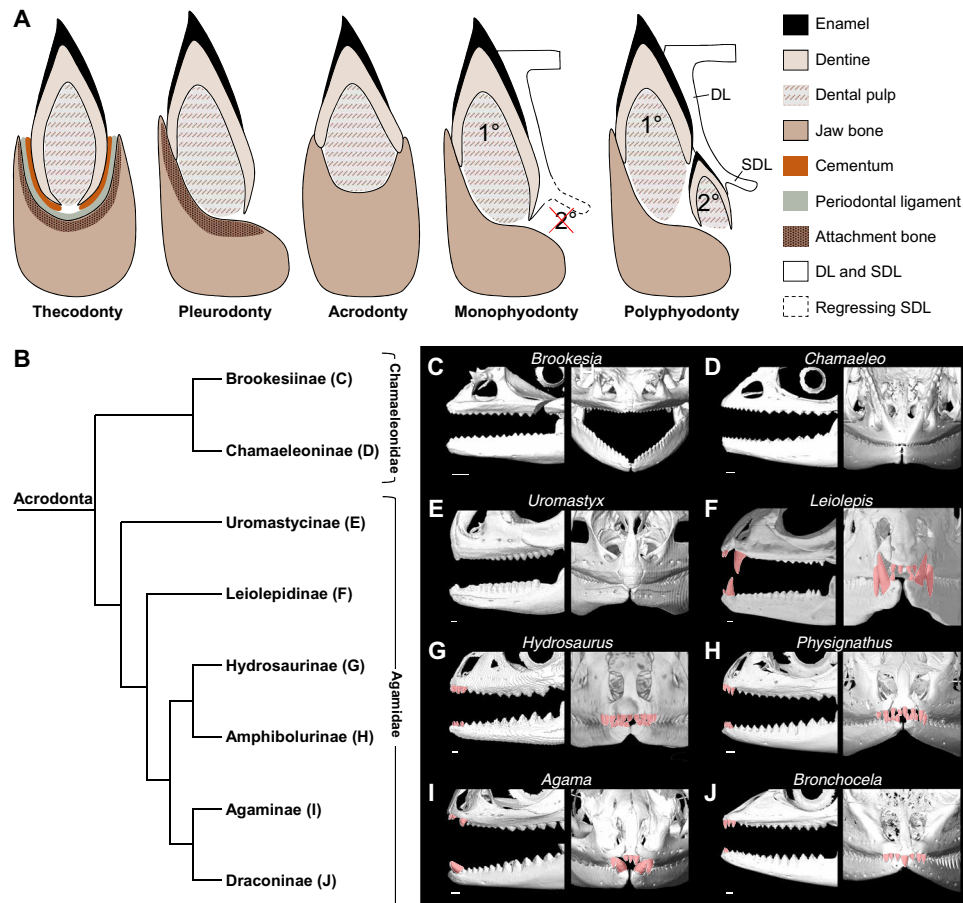 A
1°
1°
2°
2°
DL
SDL
Thecodonty
Pleurodonty
Acrodonty
Monophyodonty
Polyphyodonty
Enamel
Dentine
Dental pulp
Jaw bone
Cementum
Periodontal ligament
Attachment bone
DL and SDL
Regressing SDL
B
Acrodonta
Brookesiinae (C)
Chamaeleoninae (D)
Uromastycinae (E)
Leiolepidinae (F)
Hydrosaurinae (G)
Amphibolurinae (H)
Agaminae (I)
Draconinae (J)
Chamaeleonidae
Agamidae
C
Brookesia
D
Chamaeleo
E
Uromastyx
F
Leiolepis
G
Hydrosaurus
H
Physignathus
I
Agama
J
Bronchocela